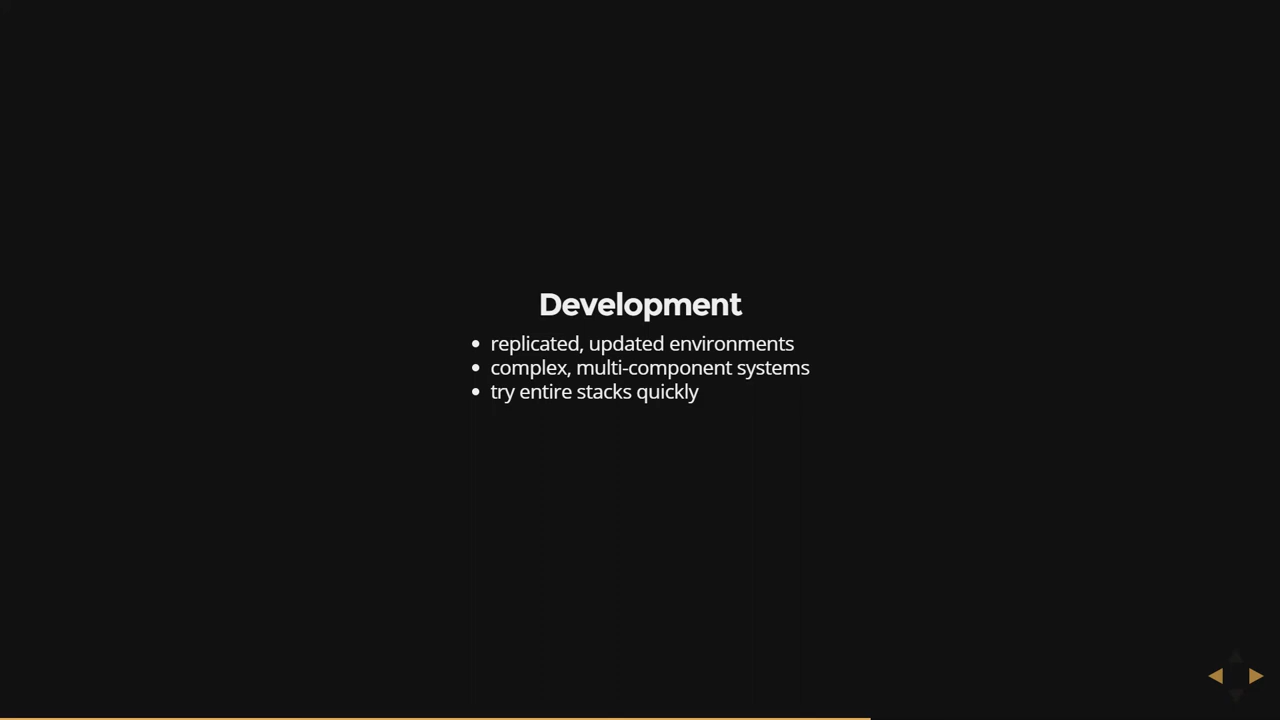 Development
replicated, updated environments
complex, multi-component systems
try entire stacks quickly